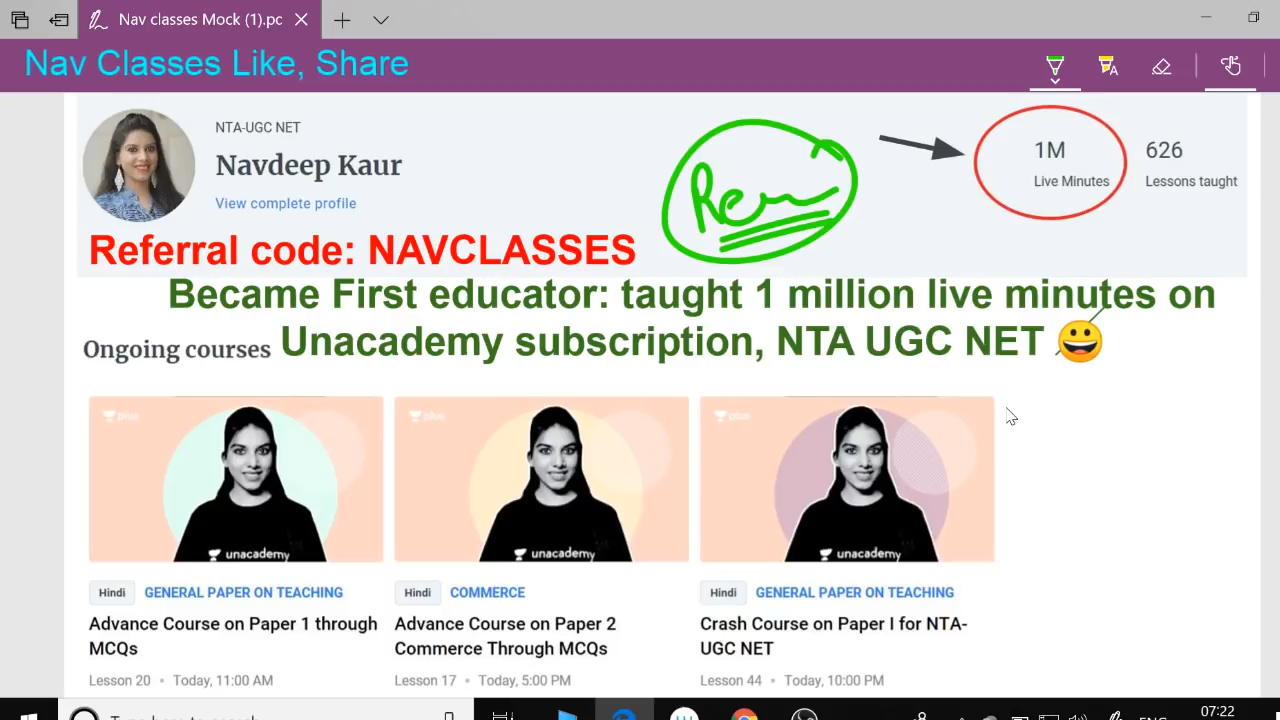 Nav classes Mock (1).pc
Nav Classes Like, Share
NTA-UGC NET
Navdeep Kaur
View complete profile
1M
Live Minutes
626
Lessons taught
Referral code: NAVCLASSES
Became First educator: taught 1 million live minutes on
Unacademy subscription, NTA UGC NET 😀
Ongoing courses
plus
plus
plus
unacademy
unacademy
unacademy
Hindi GENERAL PAPER ON TEACHING
Advance Course on Paper 1 through
MCQs
Lesson 20 • Today, 11:00 AM
Hindi COMMERCE
Advance Course on Paper 2
Commerce Through MCQs
Lesson 17 • Today, 5:00 PM
Hindi GENERAL PAPER ON TEACHING
Crash Course on Paper I for NTA-
UGC NET
Lesson 44 • Today, 10:00 PM
07:22